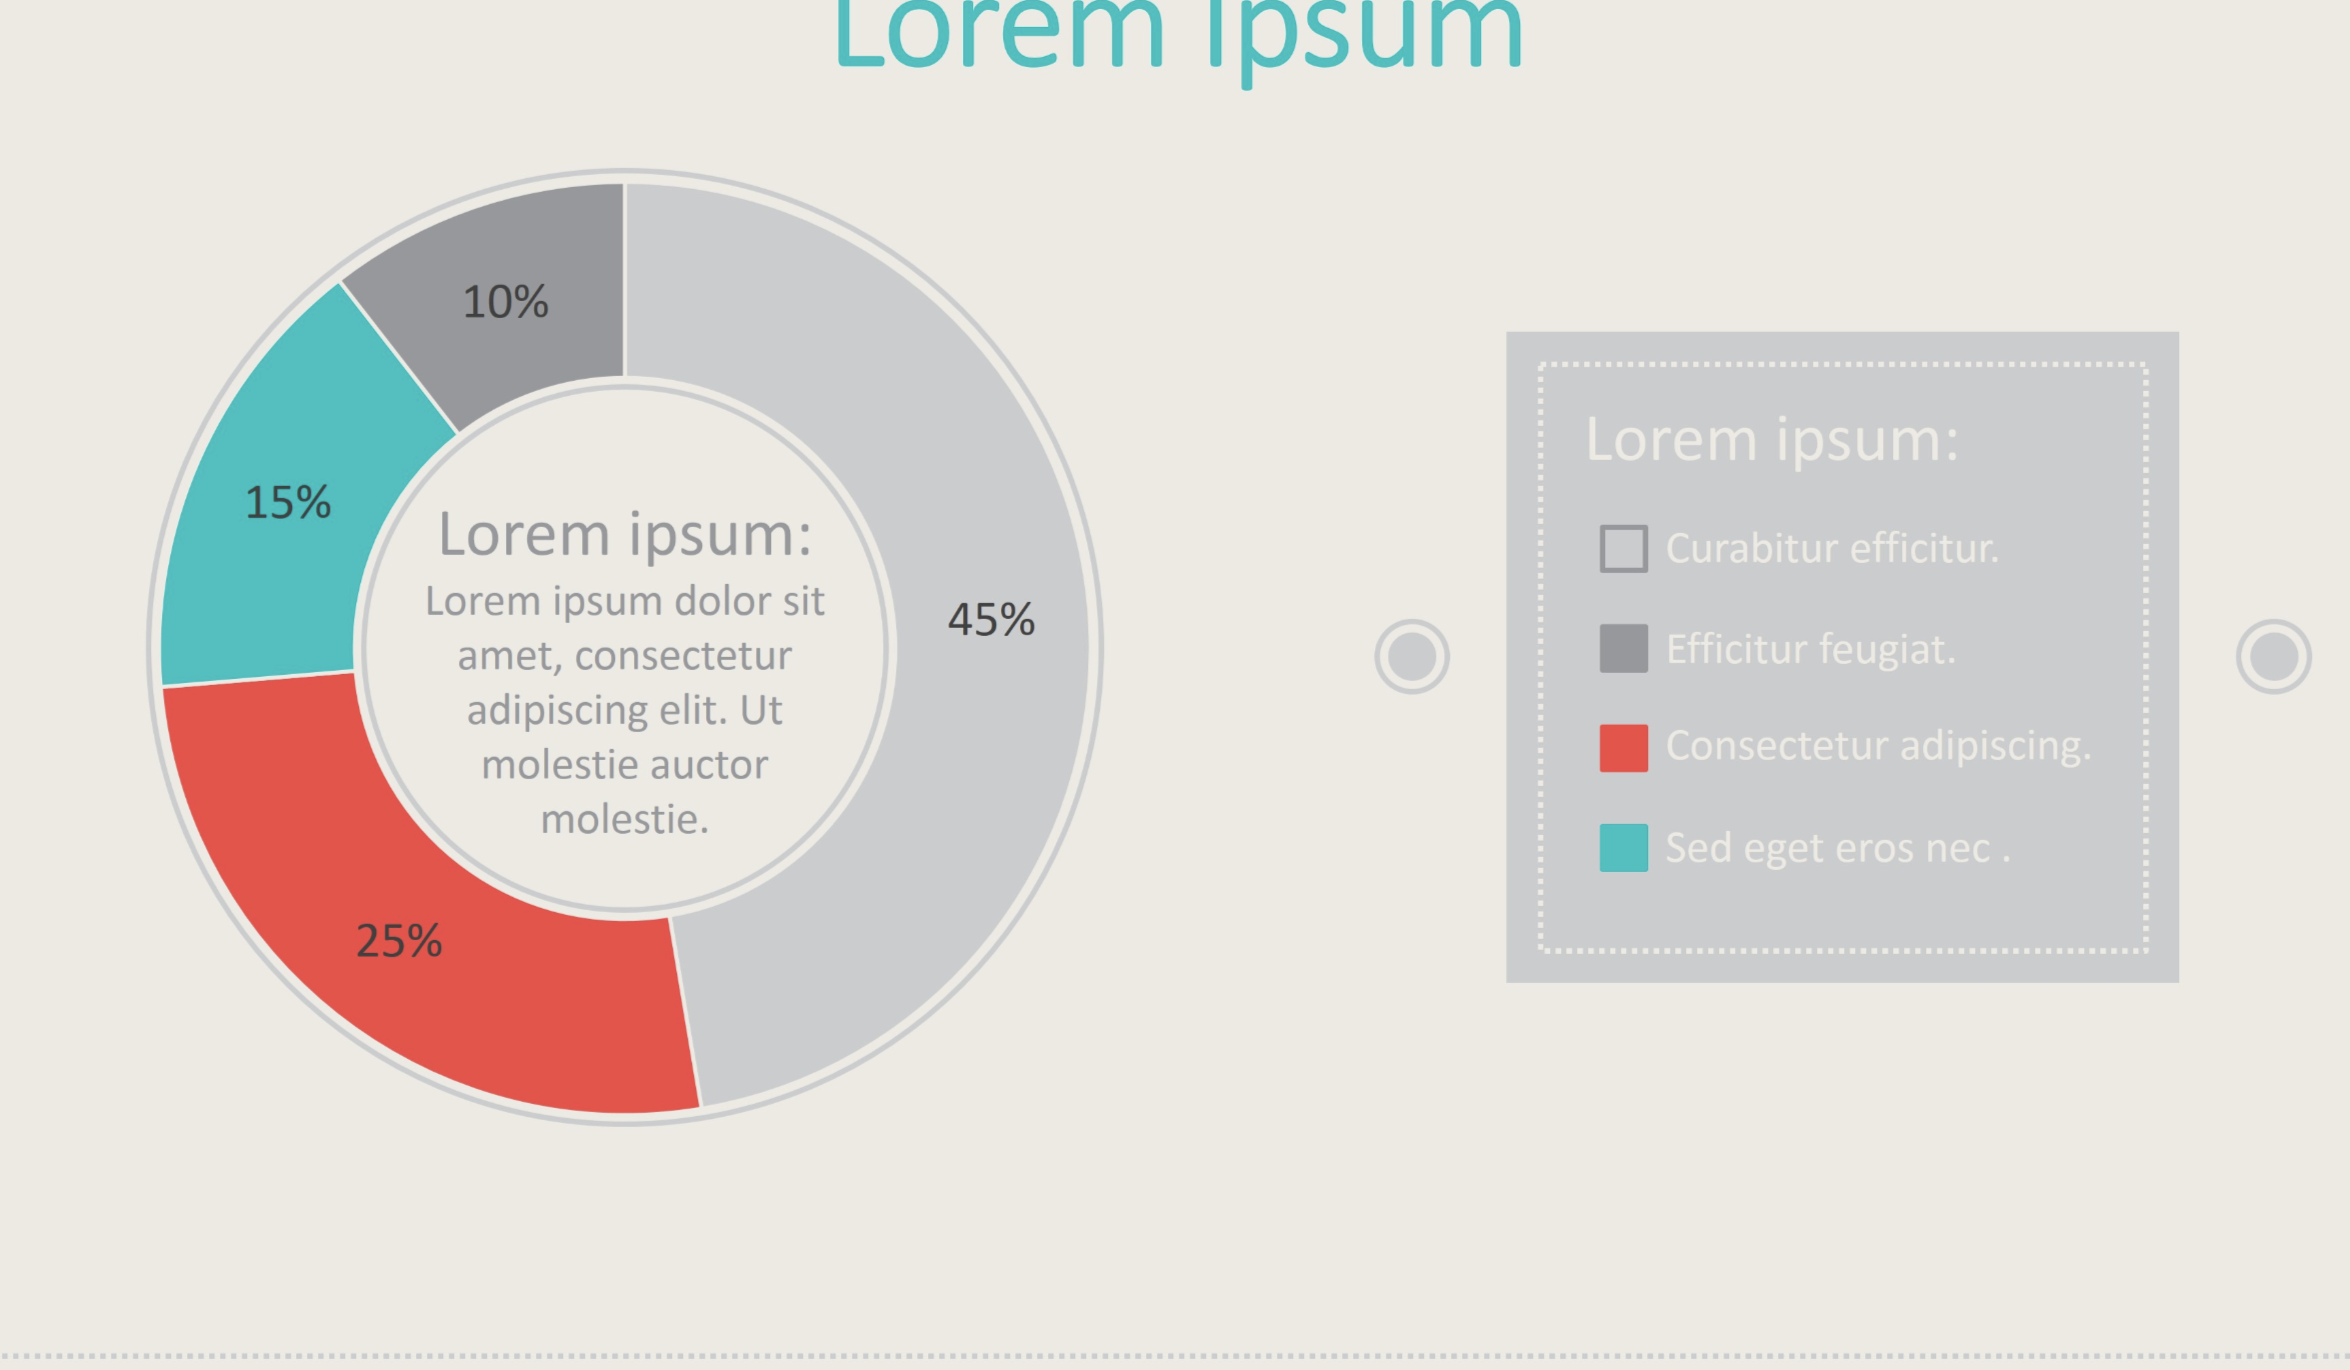 Lorem Ipsum
10%
15%
45%
25%
Lorem ipsum:
Lorem ipsum dolor sit
amet, consectetur
adipiscing elit. Ut
molestie auctor
molestie.
Lorem ipsum:
Curabitur efficitur.
Efficitur feugiat.
Consectetur adipiscing.
Sed eget eros nec .